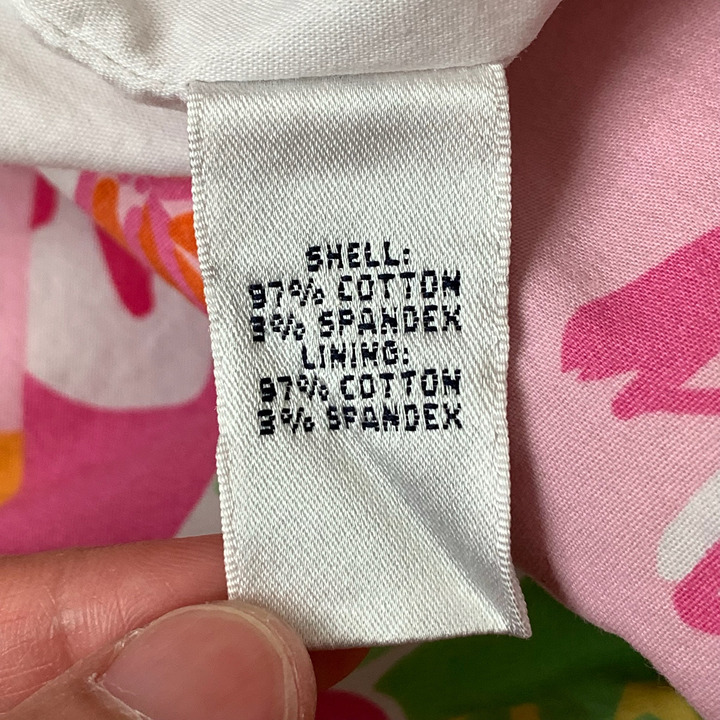 SHELL:
97% COTTON
3% SPANDEX
LINING:
97% COTTON
3% SPANDEX